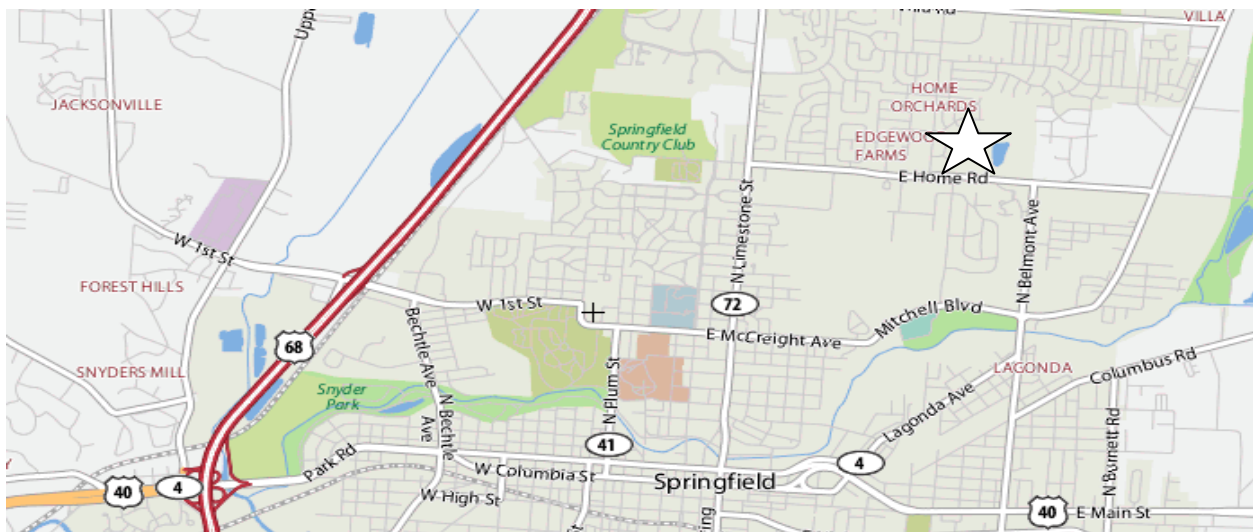 Upp
VILLA
JACKSONVILLE
HOME
ORCHARDS
Springfield
Country Club
EDGEWOO
FARMS
E Home Rd
W 1st St
N Limestone St
N Belmont Ave
FOREST HILLS
W 1st St
72
Mitchell Blvd
Bechtle Ave
E McCreight Ave
68
SNYDERS MILL
LAGONDA
Columbus Rd
Snyder
Park
N Plum St
Lagonda Ave
N Bechtle
Ave
41
N Burnett Rd
Park Rd
W Columbia St
4
Springfield
40
4
W High St
40
E Main St
ing